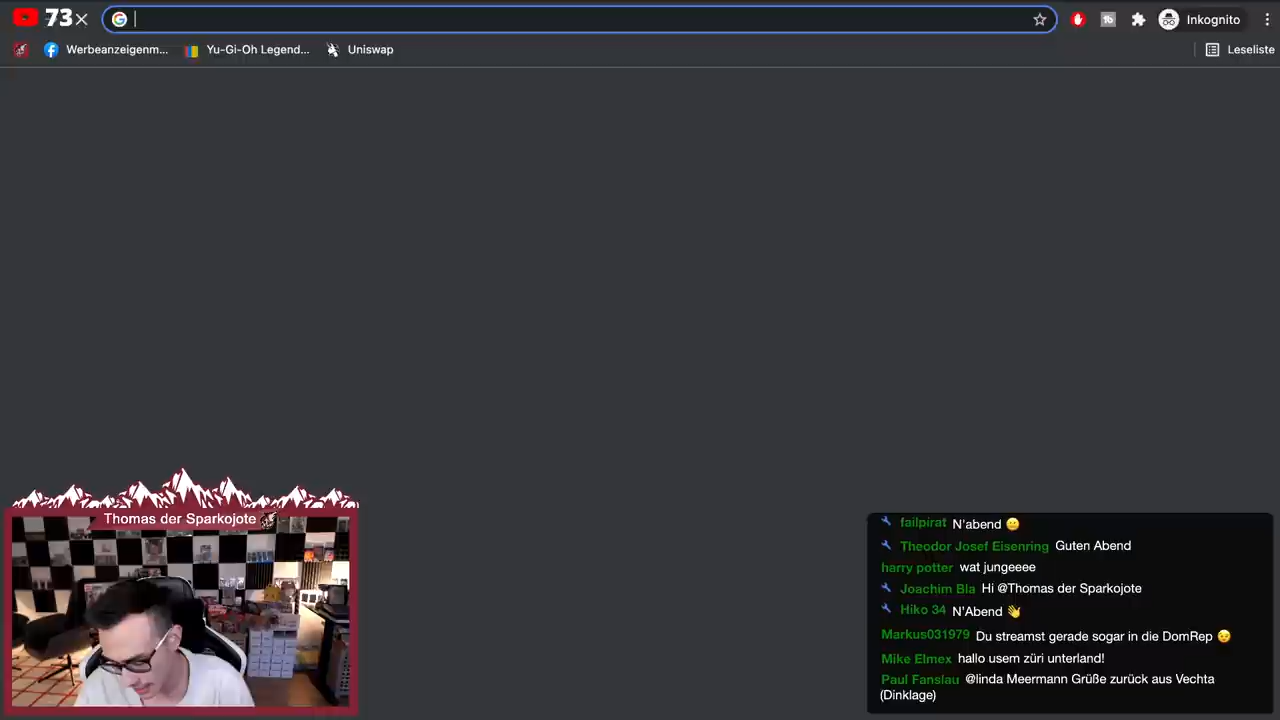 73
Inkognito
Werbeanzeigenm...
Yu-Gi-Oh Legend...
Uniswap
Leseliste
Thomas der Sparkojote
failpirat N'abend 😐
Theodor Josef Eisenring Guten Abend
harry potter wat jungeeee
Joachim Bla Hi @Thomas der Sparkojote
Hiko 34 N'Abend 👋
Markus031979 Du streamst gerade sogar in die DomRep 😉
Mike Elmex hallo usem züri unterland!
Paul Fanslau @linda Meermann Grüße zurück aus Vechta
(Dinklage)